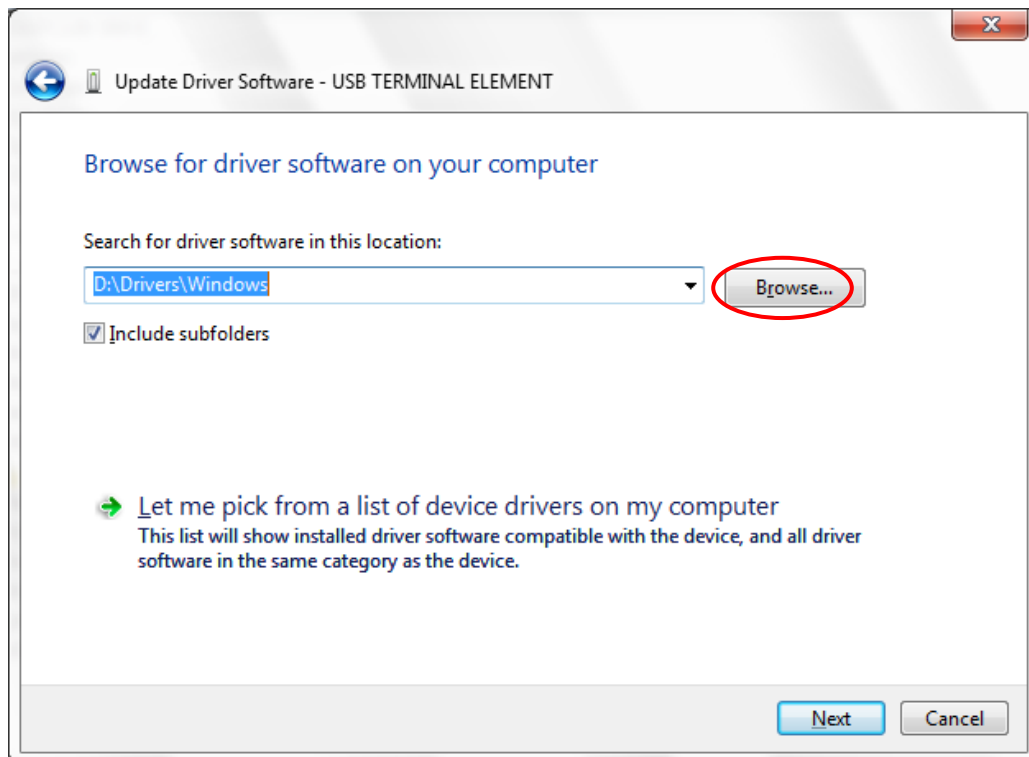 Update Driver Software - USB TERMINAL ELEMENT
Browse for driver software on your computer
Search for driver software in this location:
D:\Drivers\Windows
Browse...
Include subfolders
Let me pick from a list of device drivers on my computer
This list will show installed driver software compatible with the device, and all driver
software in the same category as the device.
Next
Cancel